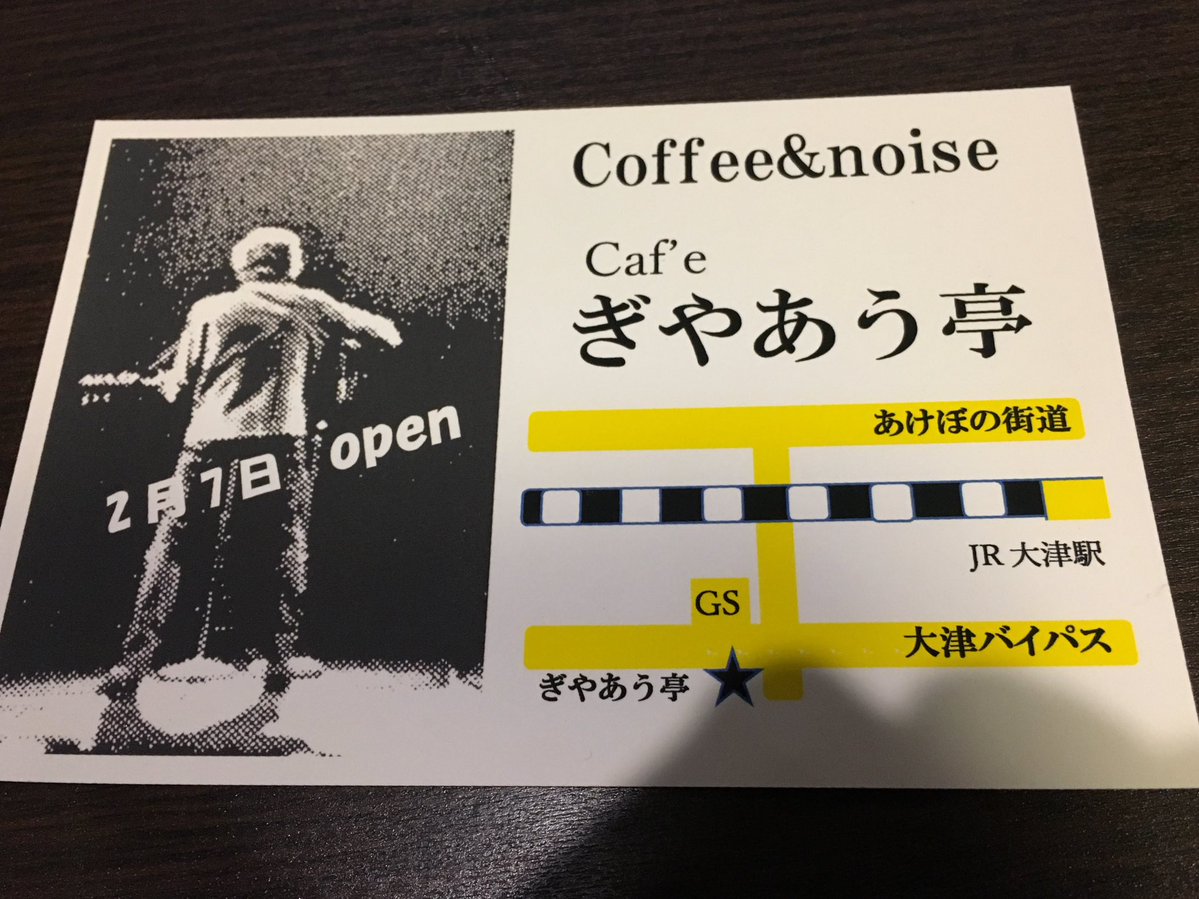 Coffee&noise
Caf'e
ぎやあう亭
2月7日 open
あけぼの街道
JR 大津駅
GS
大津バイパス
ぎやあう亭